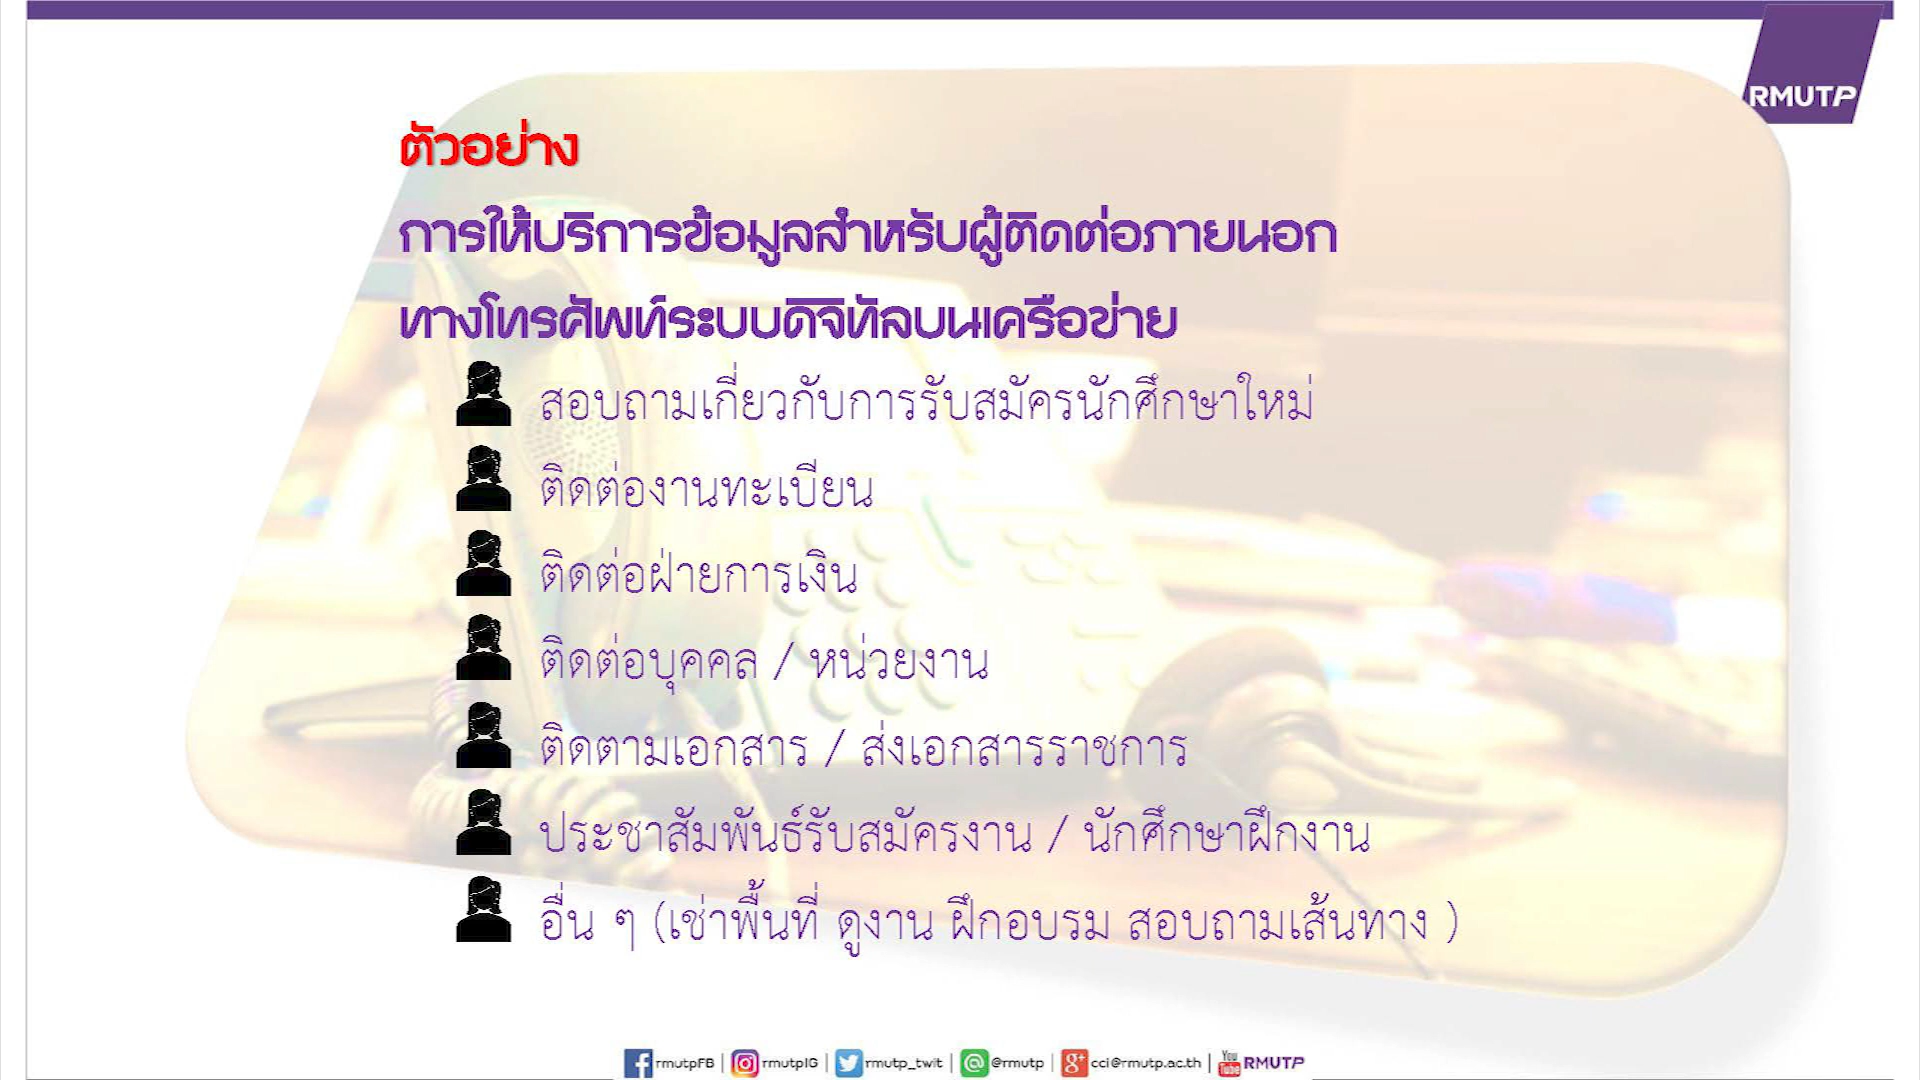 RMUTP
ตัวอย่าง
การให้บริการข้อมูลสำหรับผู้ติดต่อภายนอก
ทางโทรศัพท์ระบบดิจิทัลบนเครือข่าย
สอบถามเกี่ยวกับการรับสมัครนักศึกษาใหม่
ติดต่องานทะเบียน
ติดต่อฝ่ายการเงิน
ติดต่อบุคคล / หน่วยงาน
ติดตามเอกสาร / ส่งเอกสารราชการ
ประชาสัมพันธ์รับสมัครงาน / นักศึกษาฝึกงาน
อื่น ๆ (เช่าพื้นที่ ดูงาน ฝึกอบรม สอบถามเส้นทาง )
rmutpFB | rmutpIG | rmutp_twit | @rmutp | cci@rmutp.ac.th | You Tube RMUTP